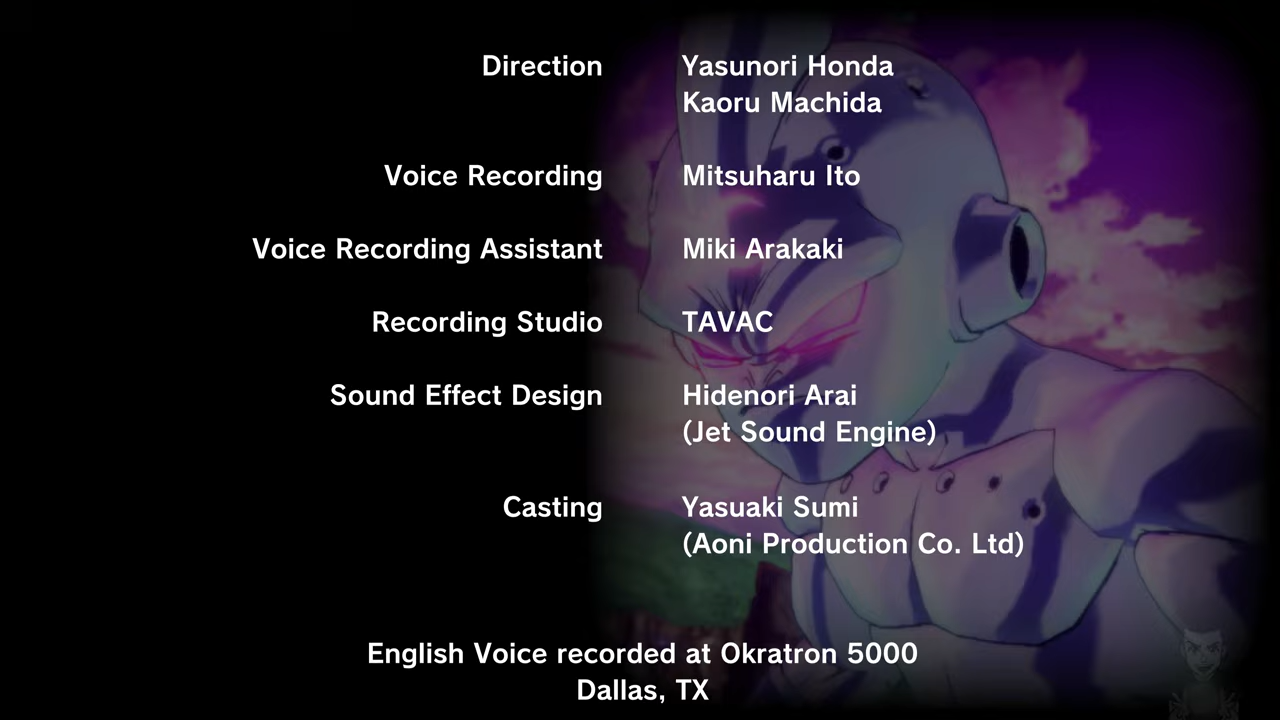 Direction Yasunori Honda
Kaoru Machida
Voice Recording Mitsuharu Ito
Voice Recording Assistant Miki Arakaki
Recording Studio TAVAC
Sound Effect Design Hidenori Arai
(Jet Sound Engine)
Casting Yasuaki Sumi
(Aoni Production Co. Ltd)
English Voice recorded at Okratron 5000
Dallas, TX